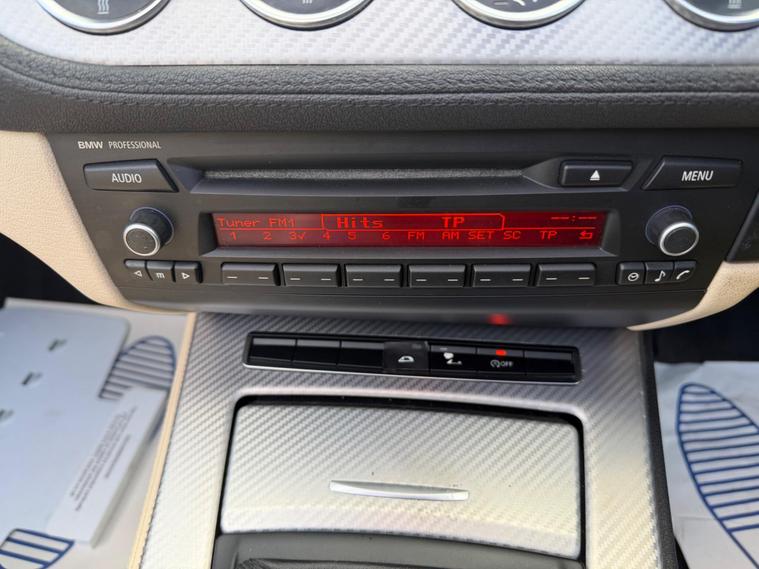 BMW PROFESSIONAL
AUDIO
MENU
Tuner FM1 Hits TP --:--
1 2 3✓ 4 5 6 FM AM SET SC TP
m
OFF